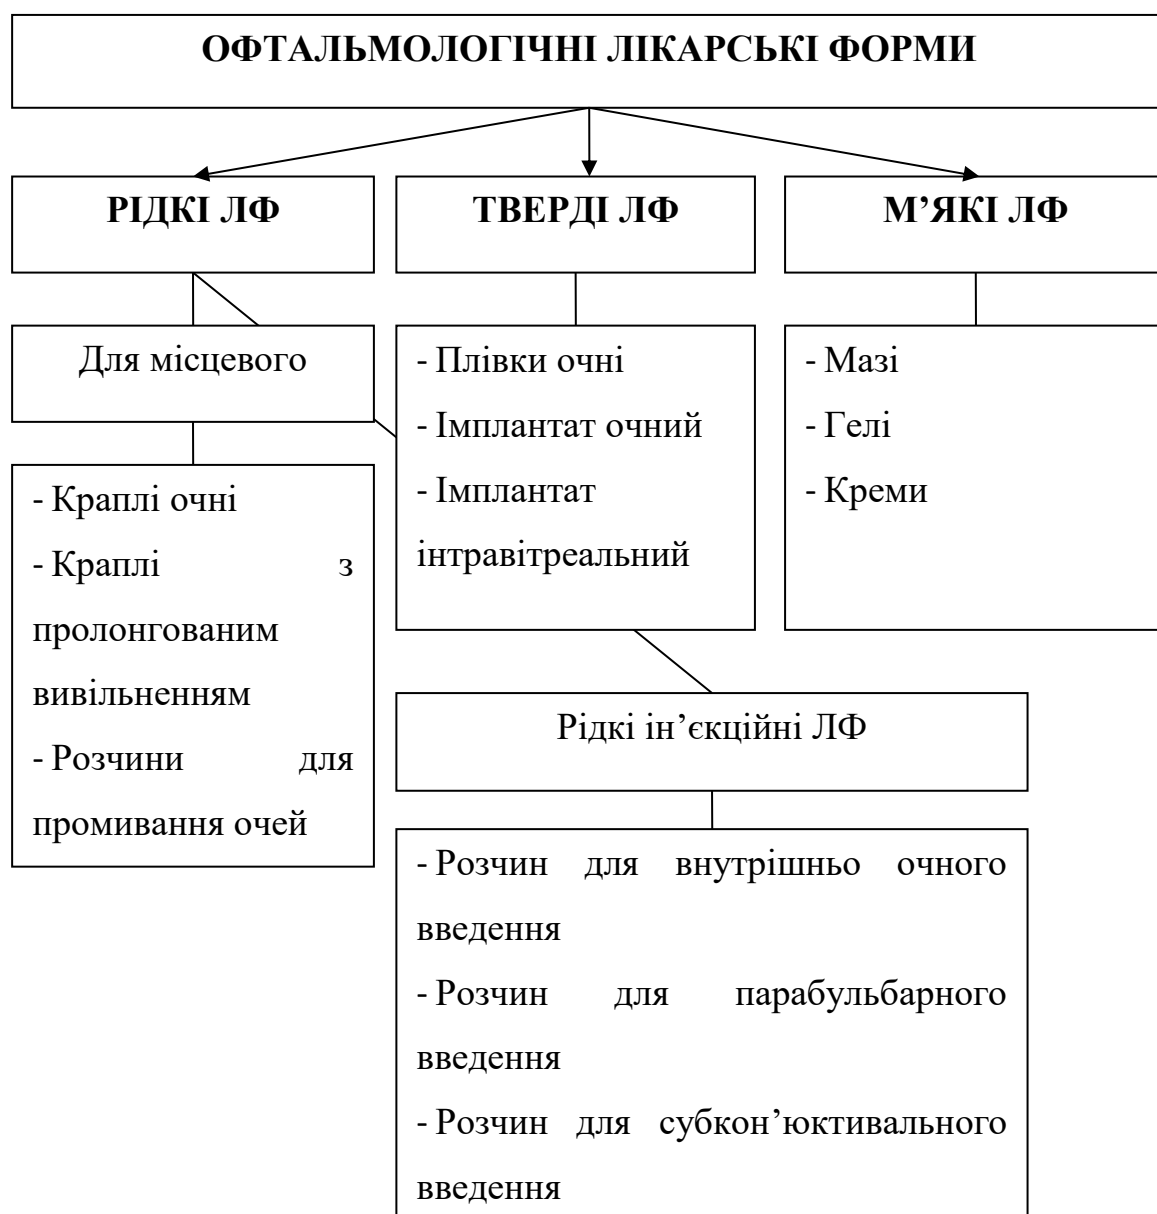 ОФТАЛЬМОЛОГІЧНІ ЛІКАРСЬКІ ФОРМИ
РІДКІ ЛФ
ТВЕРДІ ЛФ
М’ЯКІ ЛФ
Для місцевого
- Краплі очні
- Краплі з
пролонгованим
вивільненням
- Розчини для
промивання очей
- Плівки очні
- Імплантат очний
- Імплантат
інтравітреальний
- Мазі
- Гелі
- Креми
Рідкі ін’єкційні ЛФ
- Розчин для внутрішньо очного
введення
- Розчин для парабульбарного
введення
- Розчин для субкон’юктивального
введення